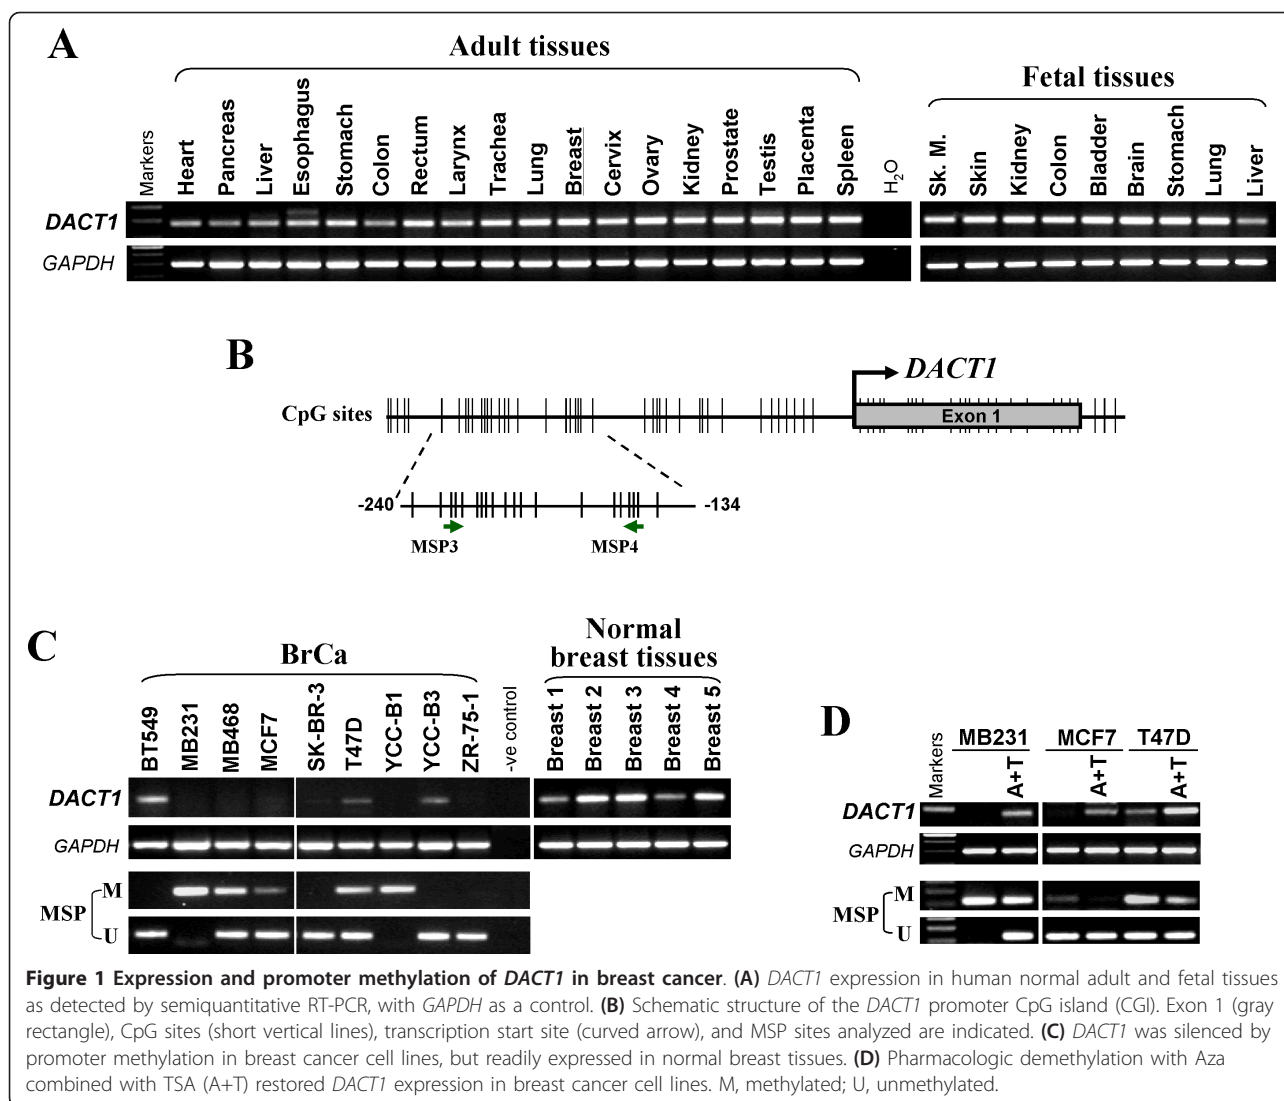 A
Adult tissues
Fetal tissues
Markers
Heart
Pancreas
Liver
Esophagus
Stomach
Colon
Rectum
Larynx
Trachea
Lung
Breast
Cervix
Ovary
Kidney
Prostate
Testis
Placenta
Spleen
H2O
Sk. M.
Skin
Kidney
Colon
Bladder
Brain
Stomach
Lung
Liver
DACT1
GAPDH
B
DACT1
CpG sites
Exon 1
-240
-134
MSP3
MSP4
C
BrCa
Normal
breast tissues
BT549
MB231
MB468
MCF7
SK-BR-3
T47D
YCC-B1
YCC-B3
ZR-75-1
-ve control
Breast 1
Breast 2
Breast 3
Breast 4
Breast 5
DACT1
GAPDH
MSP
M
U
D
Markers
MB231
MCF7
T47D
A+T
A+T
A+T
DACT1
GAPDH
MSP
M
U
Figure 1 Expression and promoter methylation of DACT1 in breast cancer. (A) DACT1 expression in human normal adult and fetal tissues
as detected by semiquantitative RT-PCR, with GAPDH as a control. (B) Schematic structure of the DACT1 promoter CpG island (CGI). Exon 1 (gray
rectangle), CpG sites (short vertical lines), transcription start site (curved arrow), and MSP sites analyzed are indicated. (C) DACT1 was silenced by
promoter methylation in breast cancer cell lines, but readily expressed in normal breast tissues. (D) Pharmacologic demethylation with Aza
combined with TSA (A+T) restored DACT1 expression in breast cancer cell lines. M, methylated; U, unmethylated.